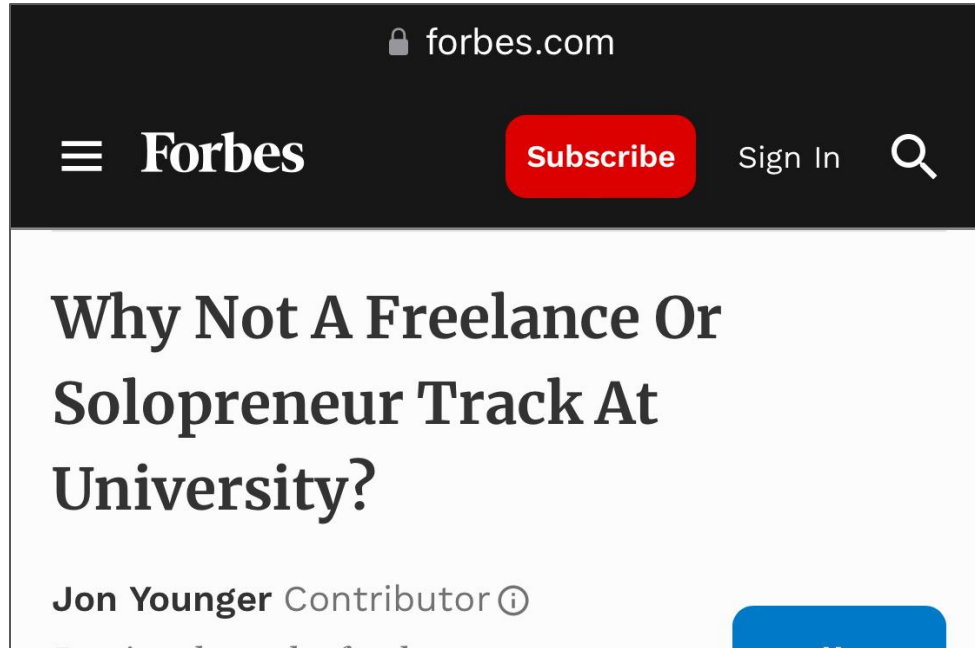 forbes.com
Forbes Subscribe Sign In
Why Not A Freelance Or
Solopreneur Track At
University?
Jon Younger Contributor